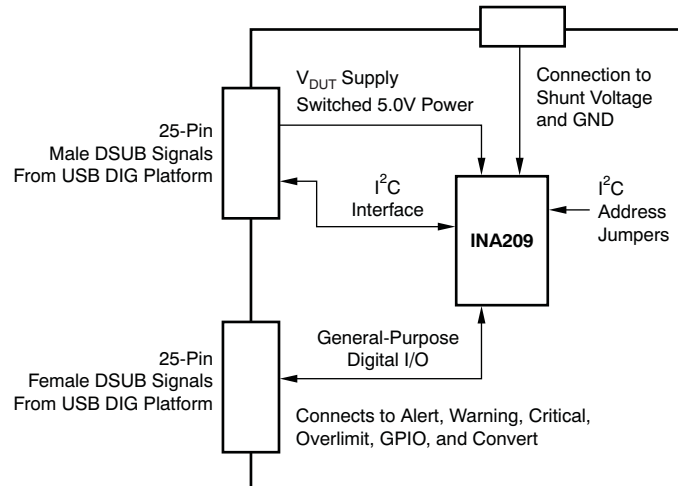 V_DUT Supply
Switched 5.0V Power
Connection to
Shunt Voltage
and GND
25-Pin
Male DSUB Signals
From USB DIG Platform
I²C
Interface
INA209
I²C
Address
Jumpers
25-Pin
Female DSUB Signals
From USB DIG Platform
General-Purpose
Digital I/O
Connects to Alert, Warning, Critical,
Overlimit, GPIO, and Convert